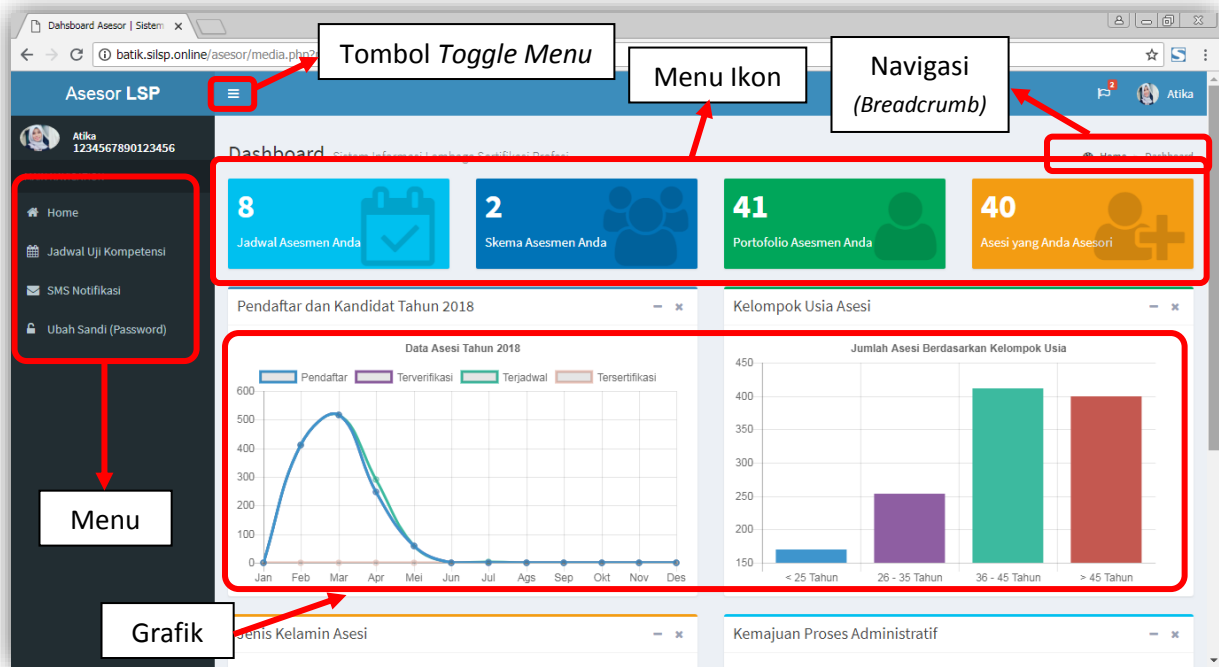 Dahsboard Asesor | Sistem
batik.silsp.online/asesor/media.php?
Tombol Toggle Menu
Menu Ikon
Navigasi
(Breadcrumb)
Asesor LSP
2
Atika
Atika
1234567890123456
Dashboard Sistem Informasi Lembaga Sertifikasi Profesi
Home
Dashboard
Home
Jadwal Uji Kompetensi
SMS Notifikasi
Ubah Sandi (Password)
Menu
8
Jadwal Asesmen Anda
2
Skema Asesmen Anda
41
Portofolio Asesmen Anda
40
Asesi yang Anda Asesori
Pendaftar dan Kandidat Tahun 2018
Data Asesi Tahun 2018
Pendaftar Terverifikasi Terjadwal Tersertifikasi
600
500
400
300
200
100
0
Jan Feb Mar Apr Mei Jun Jul Ags Sep Okt Nov Des
Kelompok Usia Asesi
Jumlah Asesi Berdasarkan Kelompok Usia
450
400
350
300
250
200
150
< 25 Tahun 26 - 35 Tahun 36 - 45 Tahun > 45 Tahun
Grafik
Jenis Kelamin Asesi
Kemajuan Proses Administratif